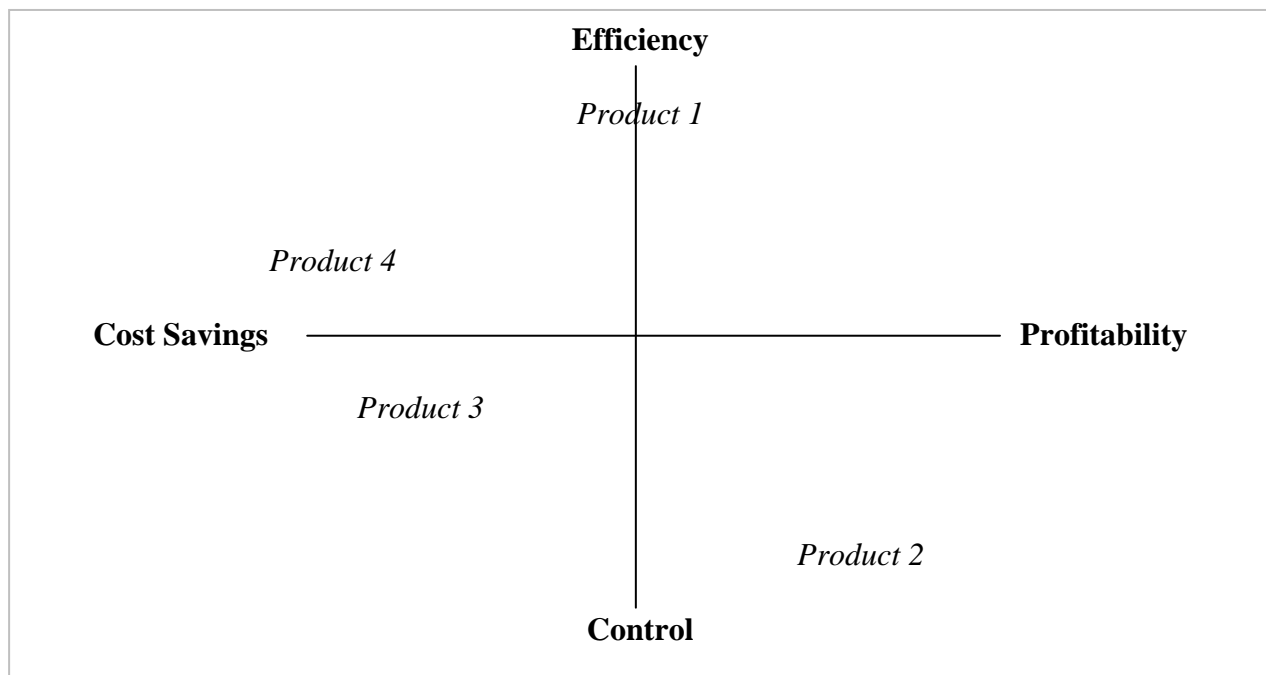 Efficiency
Product 1
Product 4
Cost Savings
Profitability
Product 3
Product 2
Control